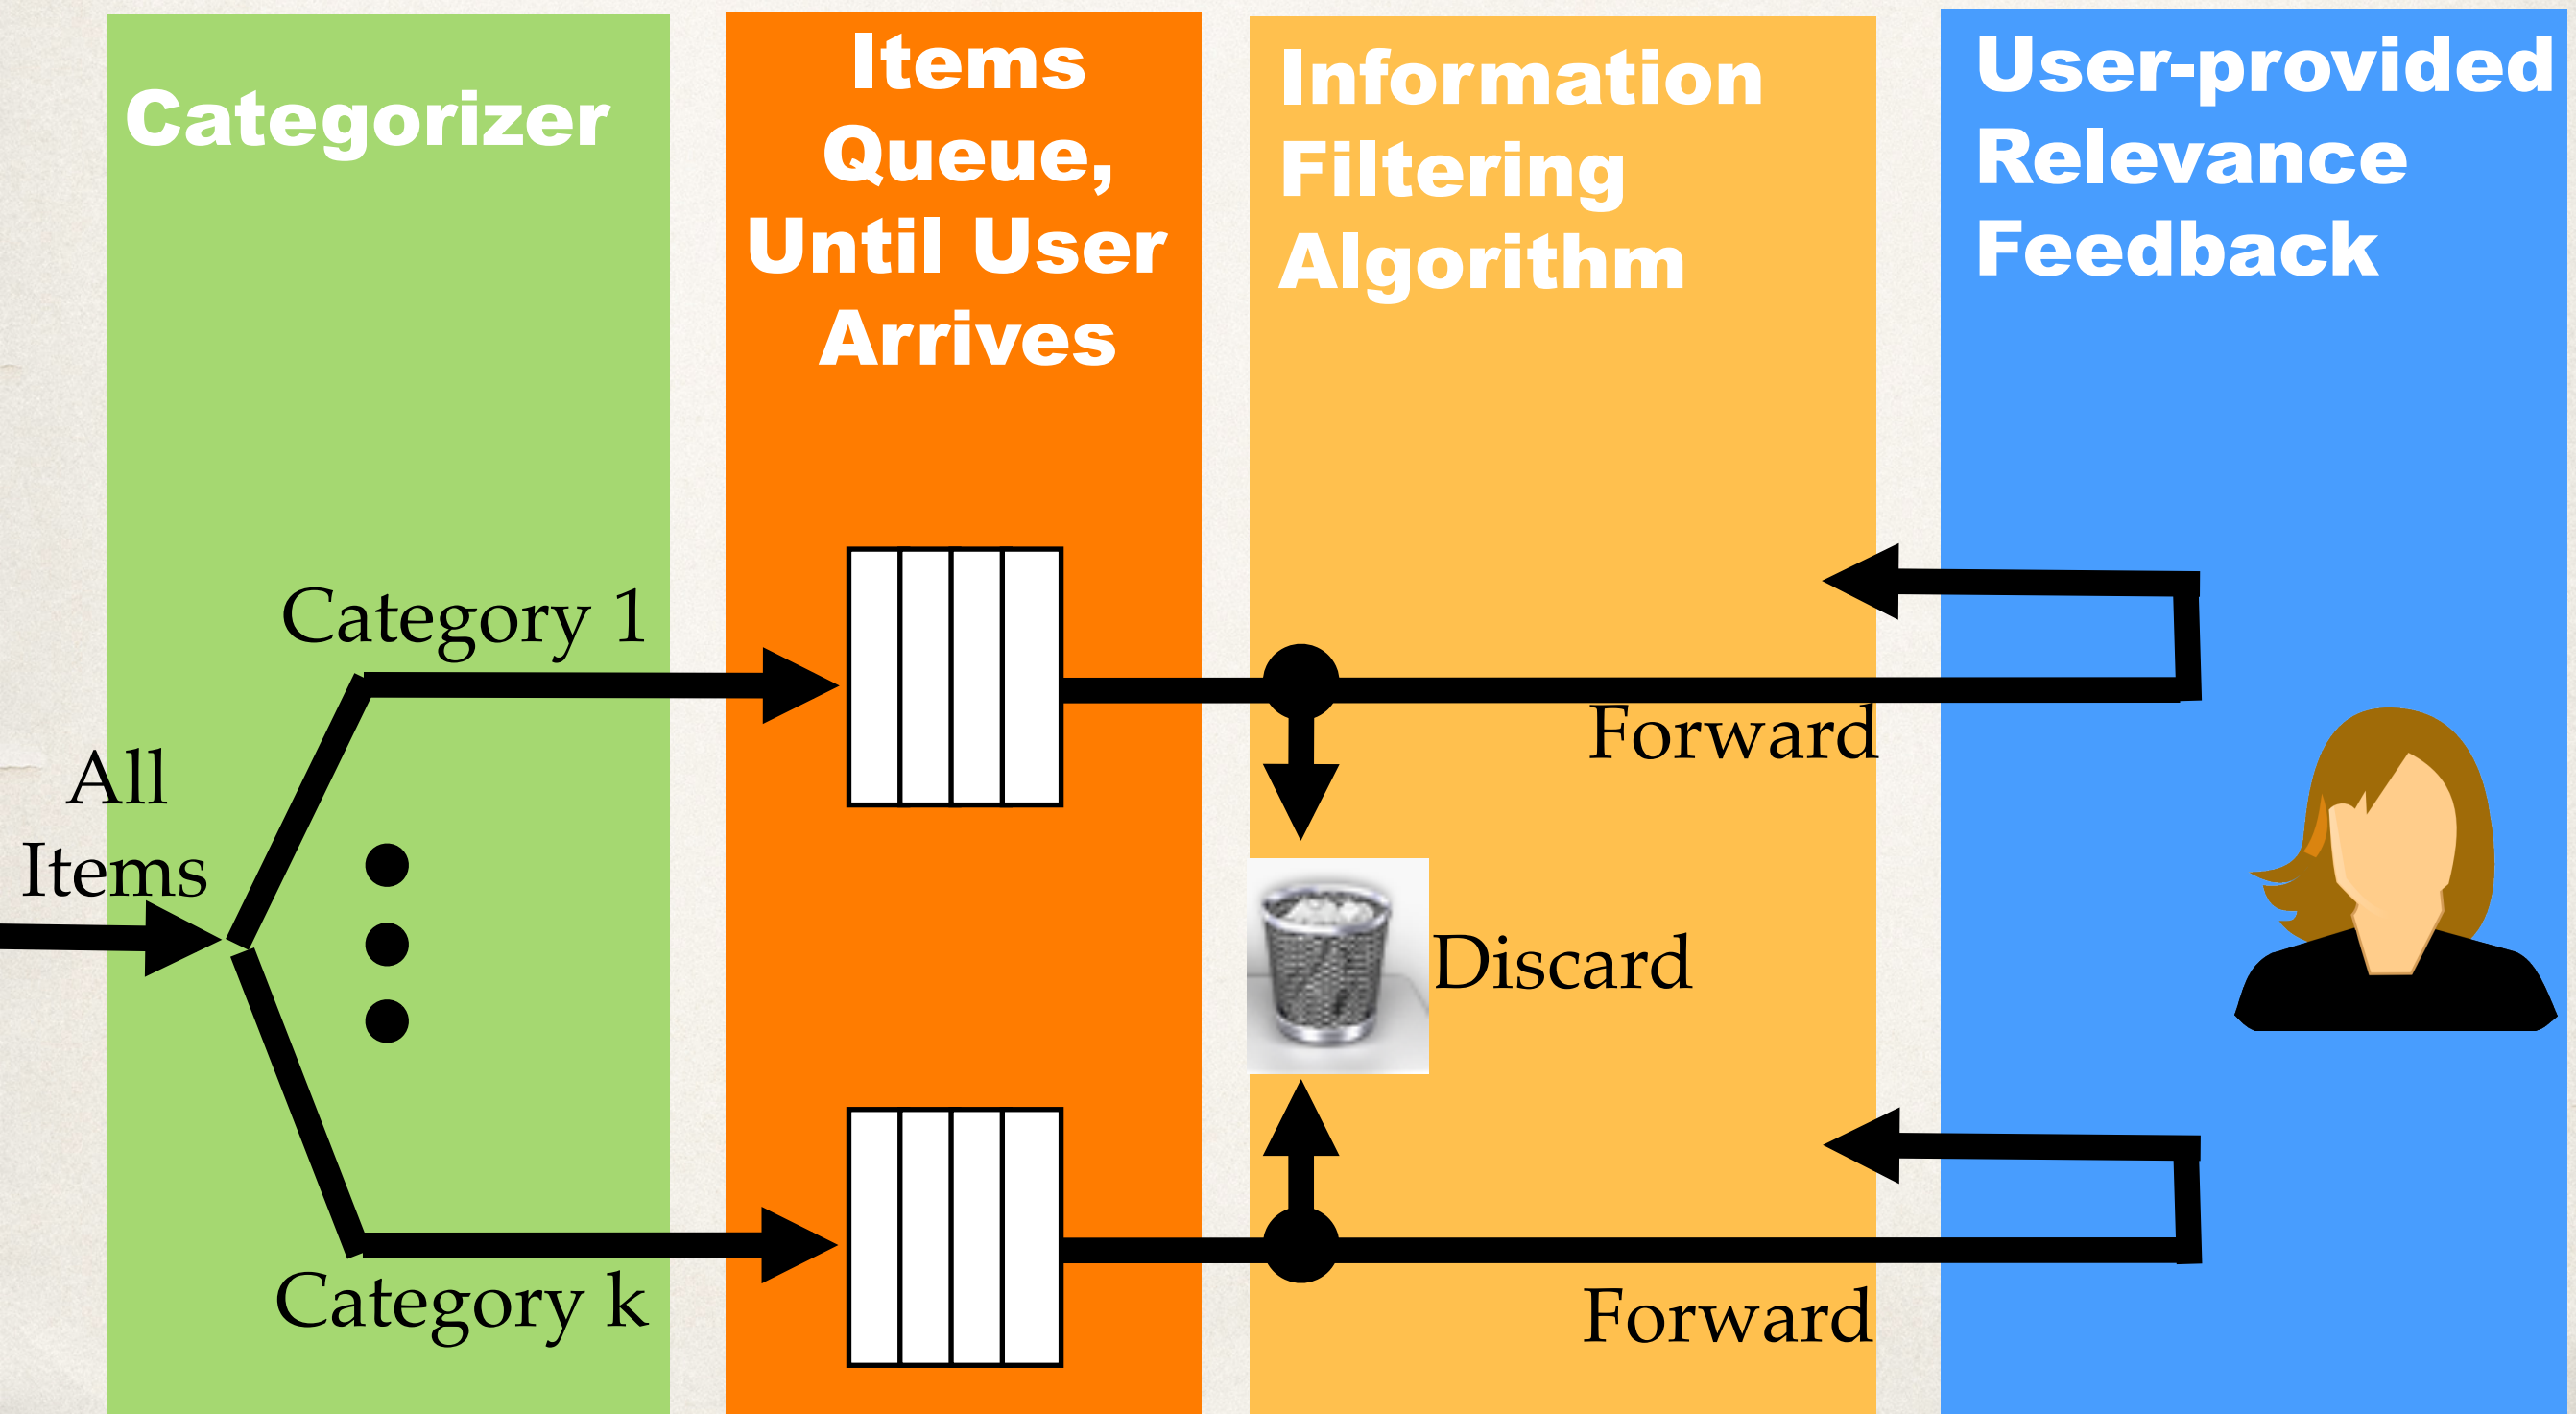 Categorizer
Items
Queue,
Until User
Arrives
Information
Filtering
Algorithm
User-provided
Relevance
Feedback
Category 1
All
Items
Forward
Discard
Category k
Forward